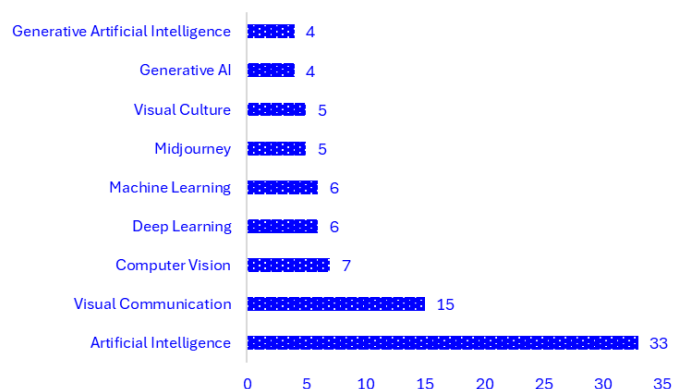 Generative Artificial Intelligence 4
Generative AI 4
Visual Culture 5
Midjourney 5
Machine Learning 6
Deep Learning 6
Computer Vision 7
Visual Communication 15
Artificial Intelligence 33
0 5 10 15 20 25 30 35